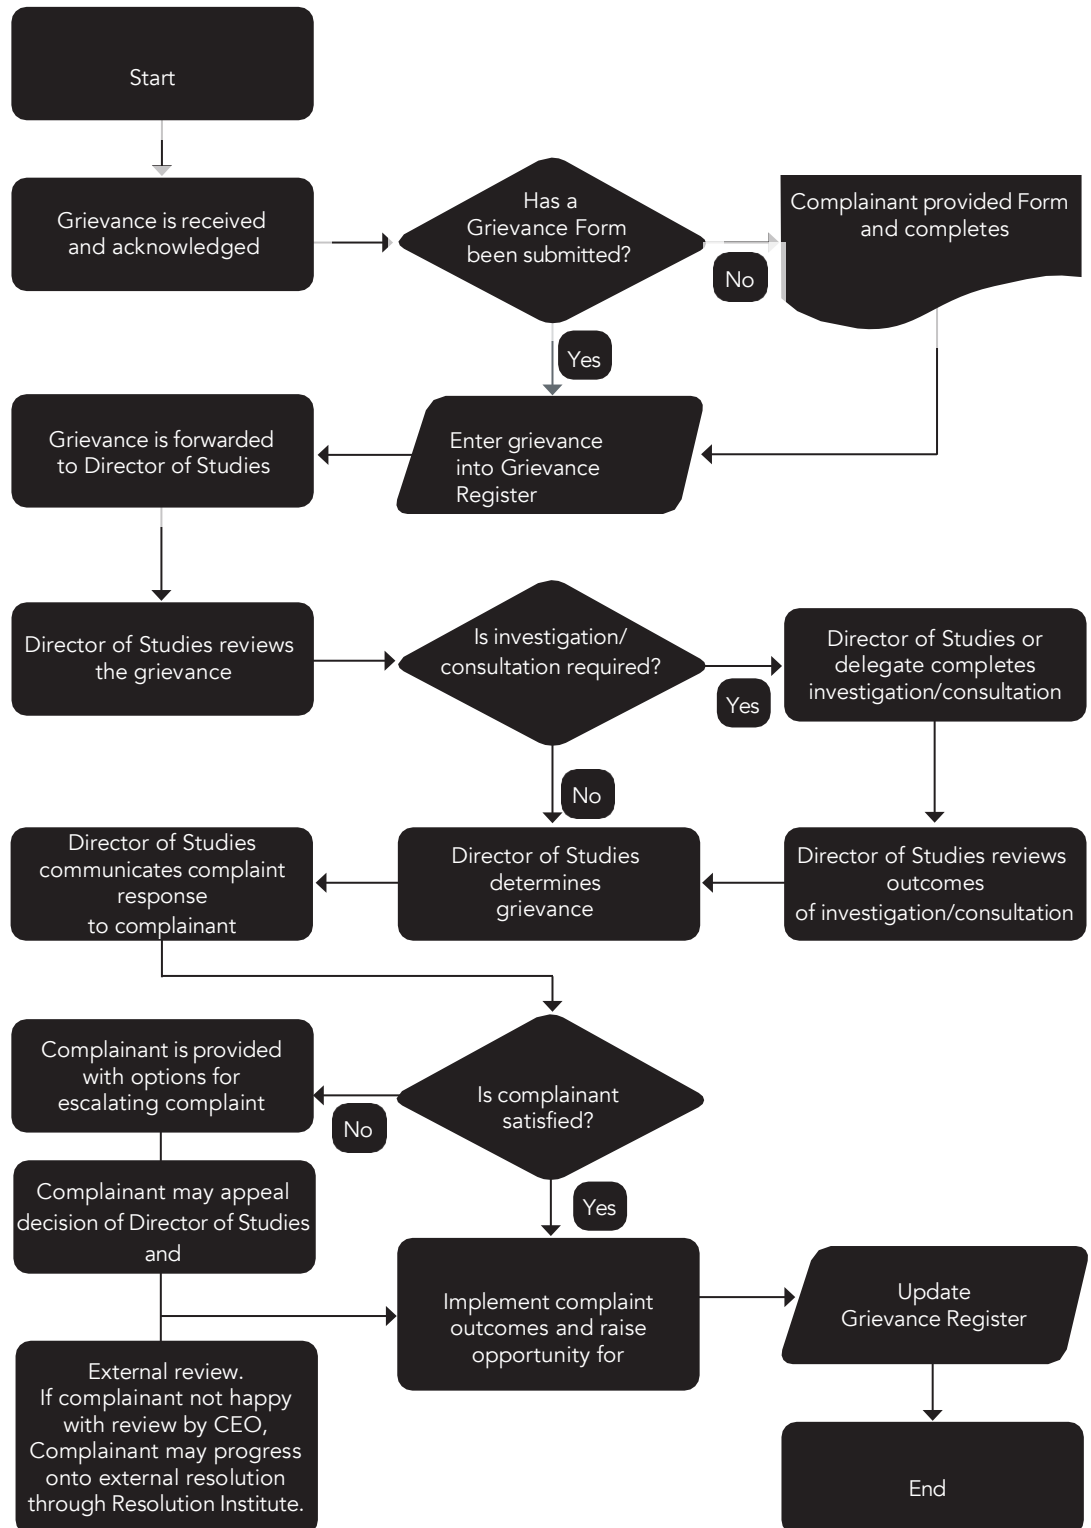 Start
Grievance is received
and acknowledged
Has a
Grievance Form
been submitted?
No
Complainant provided Form
and completes
Yes
Grievance is forwarded
to Director of Studies
Enter grievance
into Grievance
Register
Director of Studies reviews
the grievance
Is investigation/
consultation required?
Yes
Director of Studies or
delegate completes
investigation/consultation
No
Director of Studies
communicates complaint
response
to complainant
Director of Studies
determines
grievance
Director of Studies reviews
outcomes
of investigation/consultation
Complainant is provided
with options for
escalating complaint
No
Is complainant
satisfied?
Yes
Complainant may appeal
decision of Director of Studies
and
Implement complaint
outcomes and raise
opportunity for
Update
Grievance Register
External review.
If complainant not happy
with review by CEO,
Complainant may progress
onto external resolution
through Resolution Institute.
End